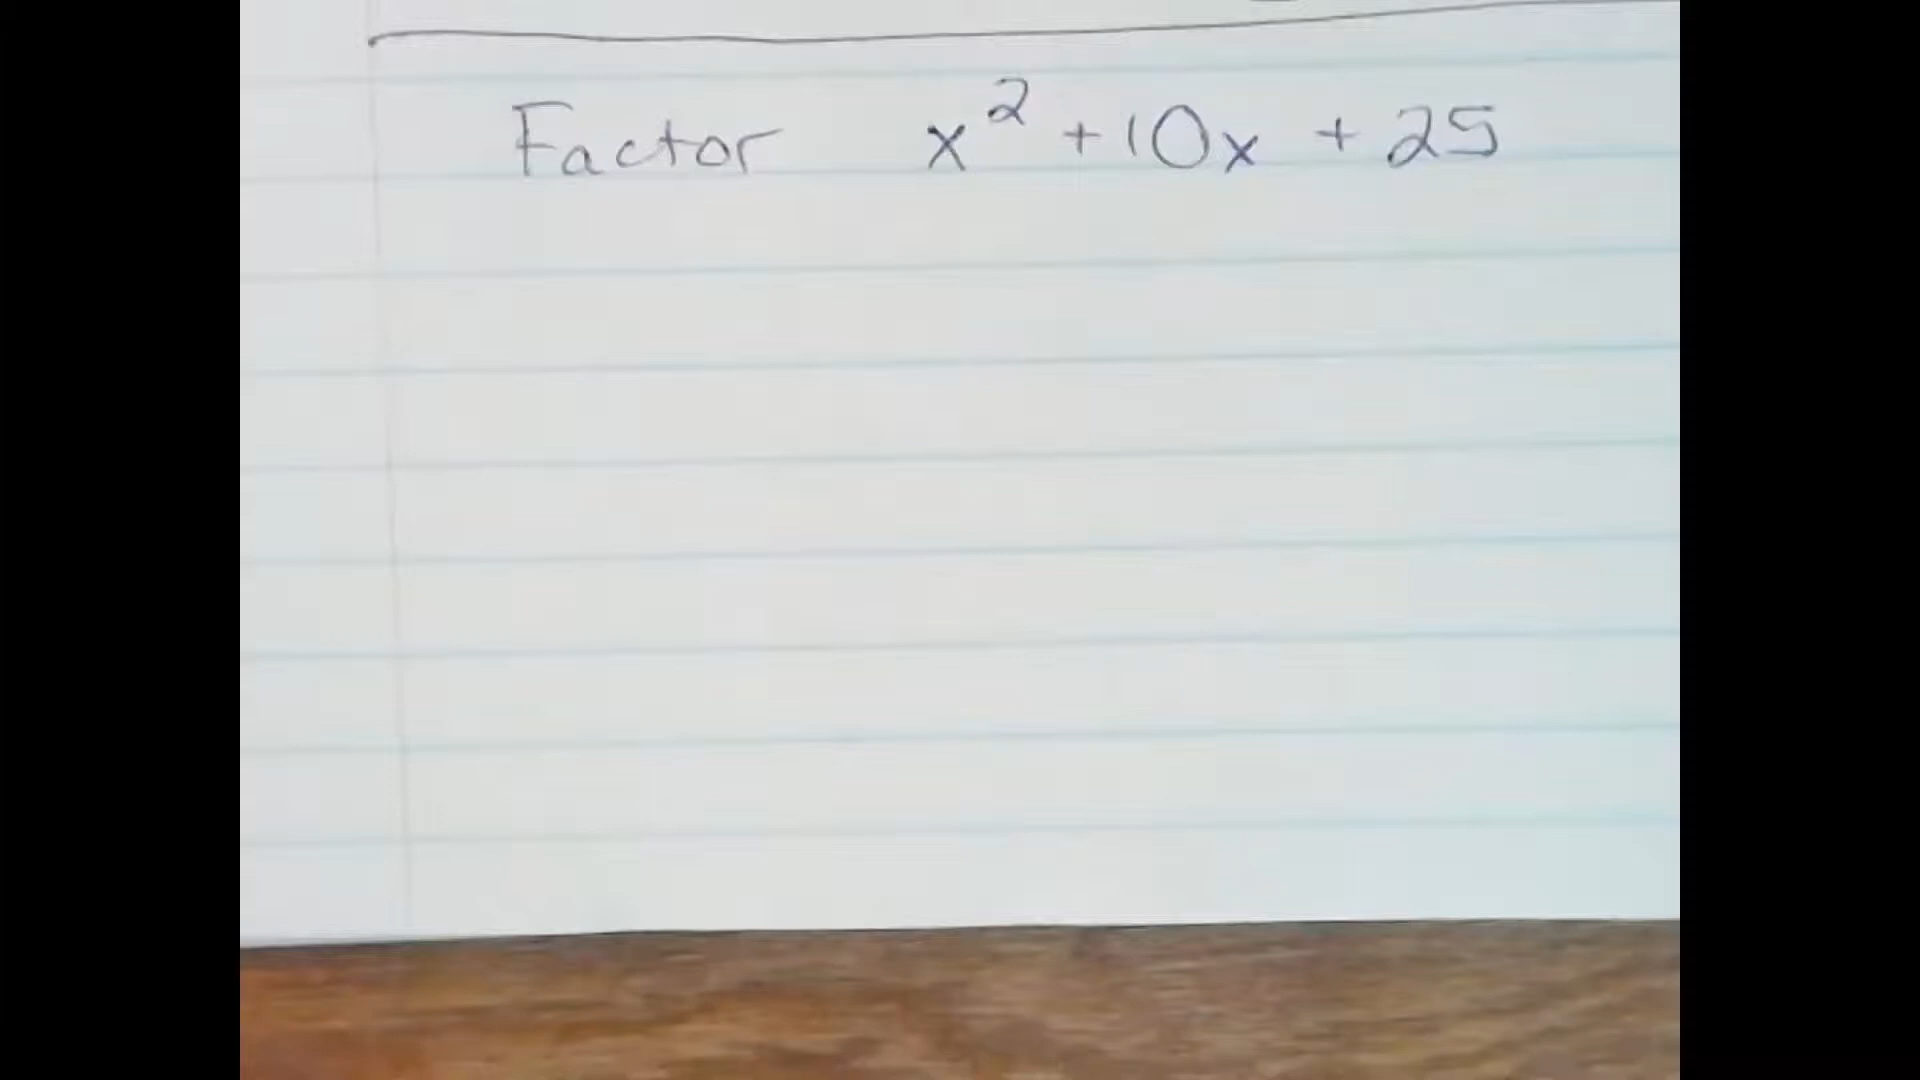 Factor x² + 10x + 25